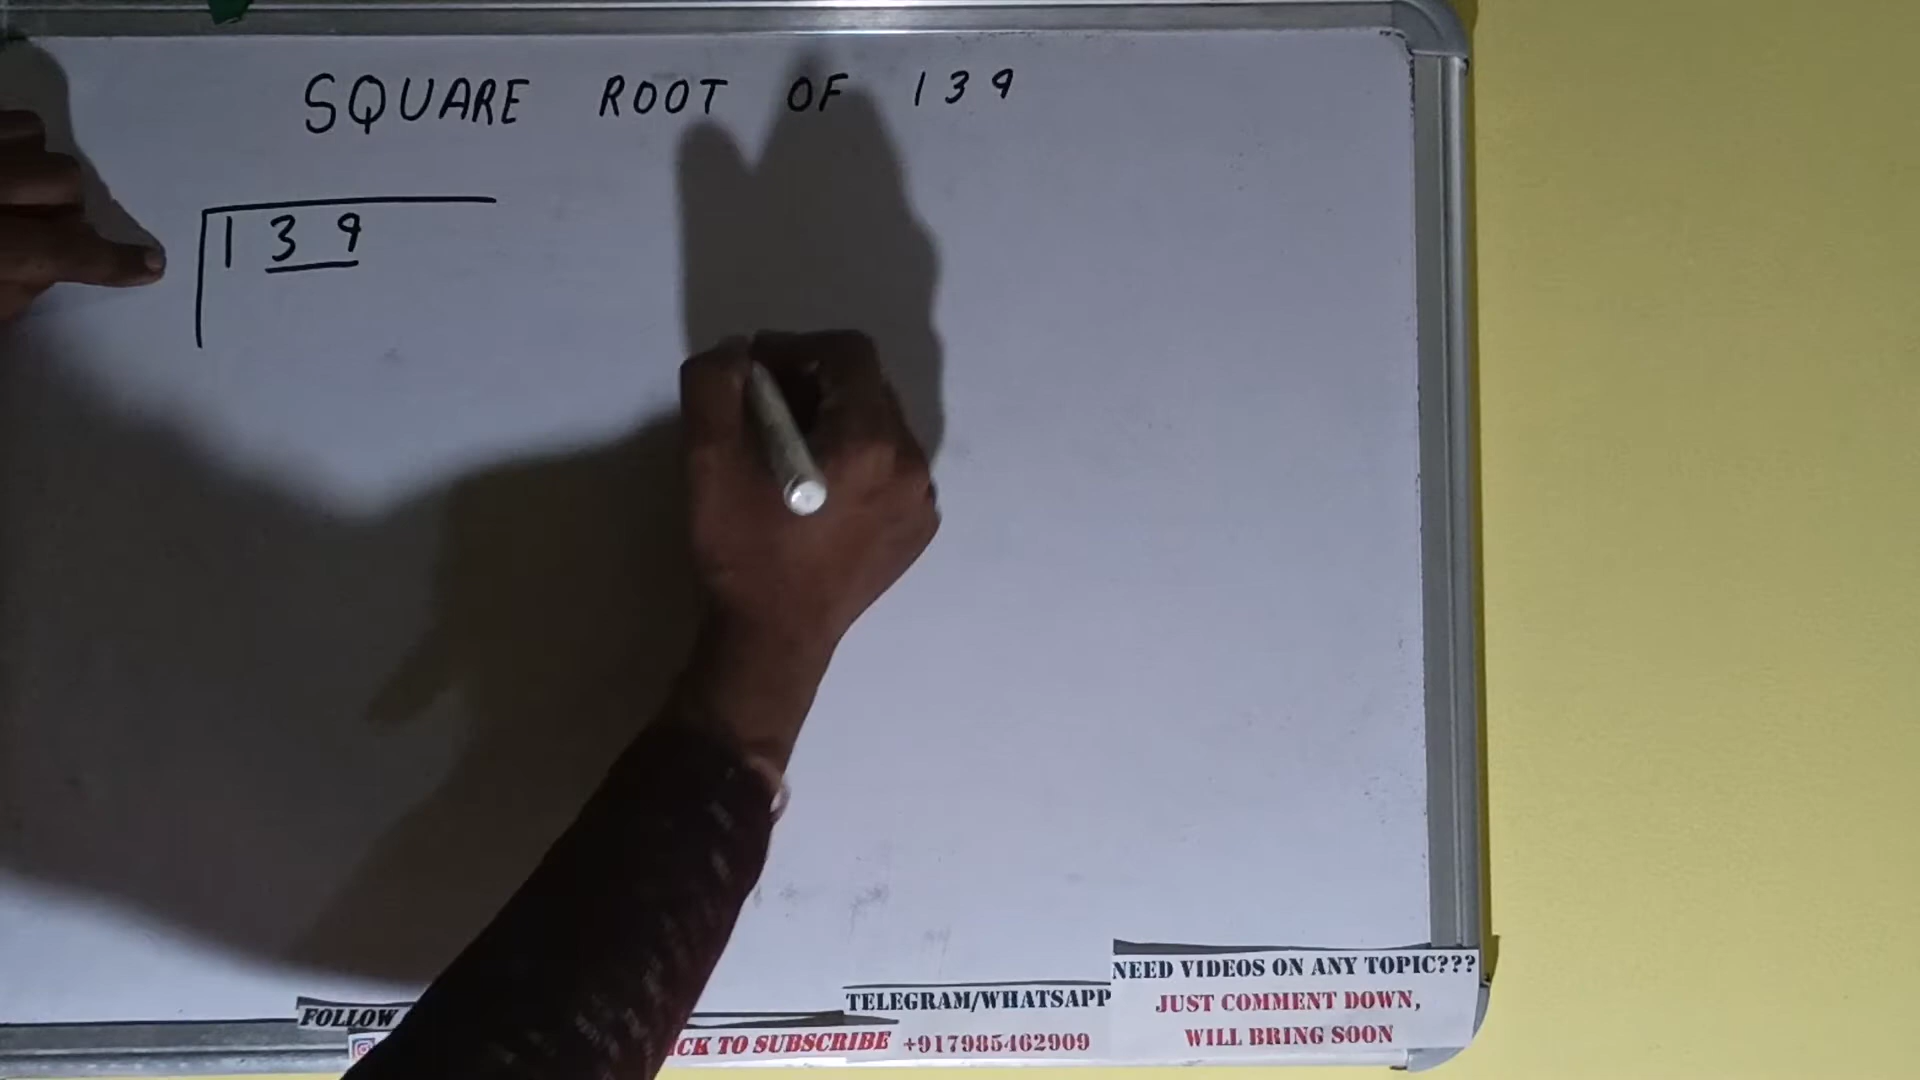 SQUARE ROOT OF 139
139
NEED VIDEOS ON ANY TOPIC???
JUST COMMENT DOWN,
WILL BRING SOON
TELEGRAM/WHATSAPP
+917985462909
FOLLOW
TO SUBSCRIBE